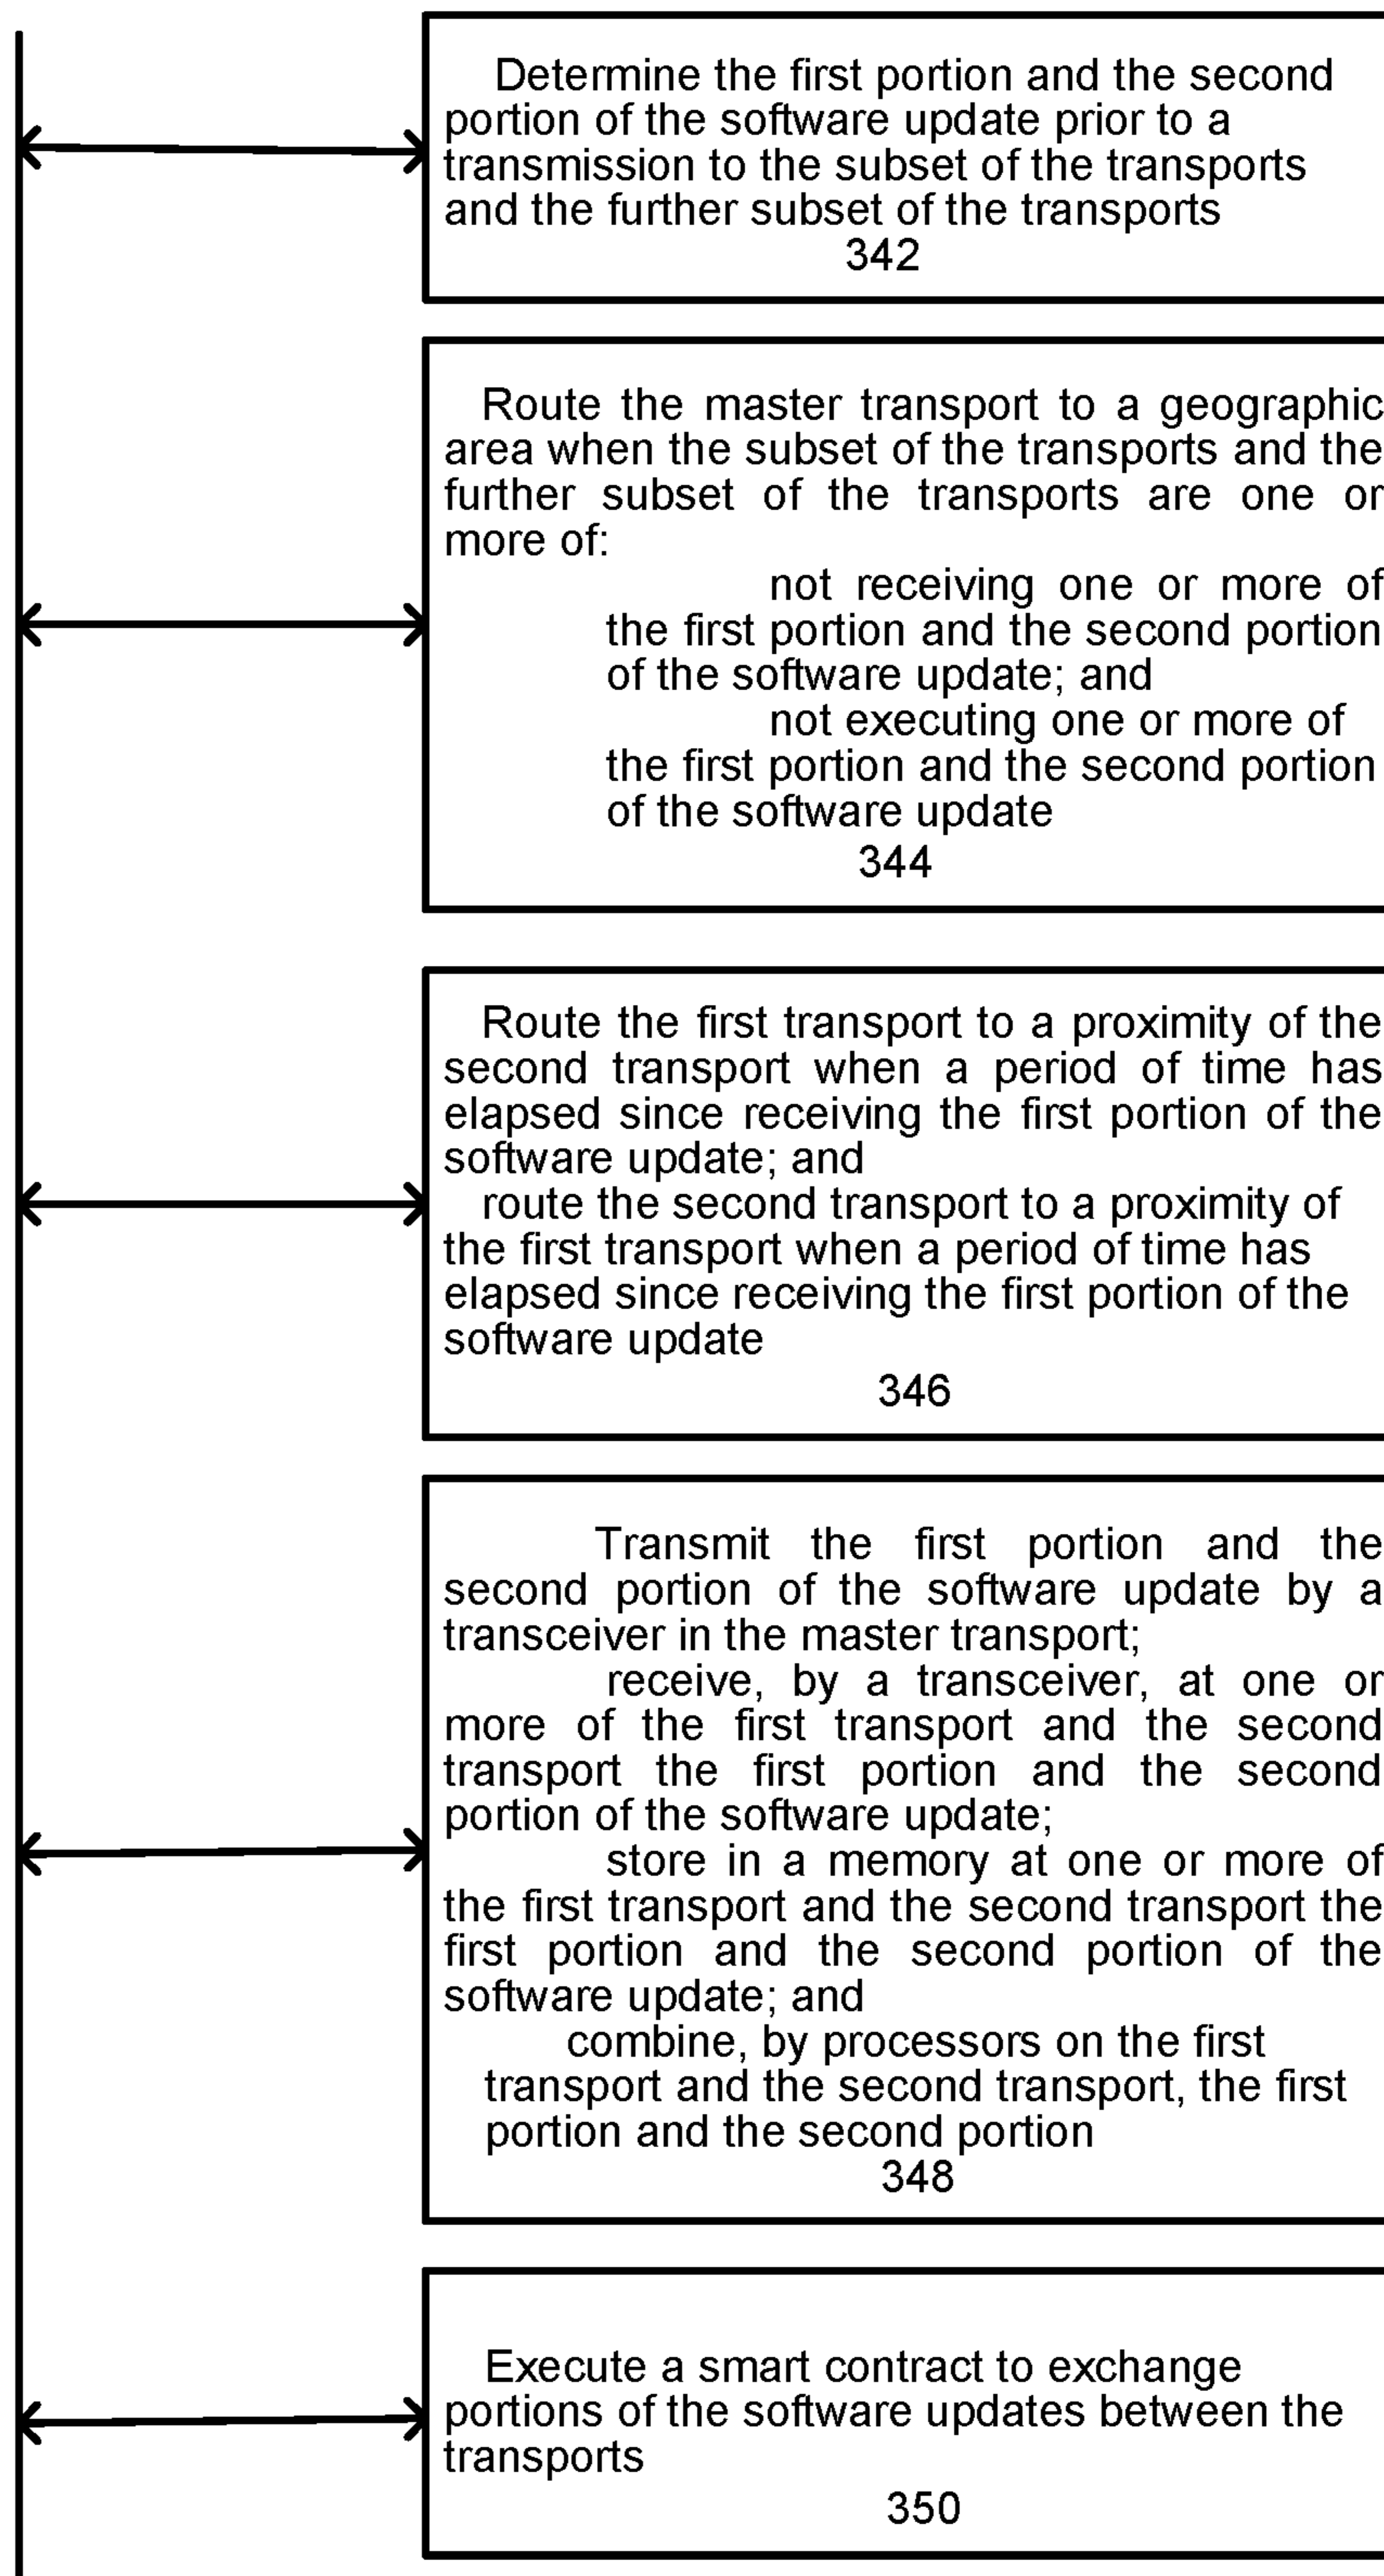 Determine the first portion and the second
portion of the software update prior to a
transmission to the subset of the transports
and the further subset of the transports
342
Route the master transport to a geographic
area when the subset of the transports and the
further subset of the transports are one or
more of:
not receiving one or more of
the first portion and the second portion
of the software update; and
not executing one or more of
the first portion and the second portion
of the software update
344
Route the first transport to a proximity of the
second transport when a period of time has
elapsed since receiving the first portion of the
software update; and
route the second transport to a proximity of
the first transport when a period of time has
elapsed since receiving the first portion of the
software update
346
Transmit the first portion and the
second portion of the software update by a
transceiver in the master transport;
receive, by a transceiver, at one or
more of the first transport and the second
transport the first portion and the second
portion of the software update;
store in a memory at one or more of
the first transport and the second transport the
first portion and the second portion of the
software update; and
combine, by processors on the first
transport and the second transport, the first
portion and the second portion
348
Execute a smart contract to exchange
portions of the software updates between the
transports
350